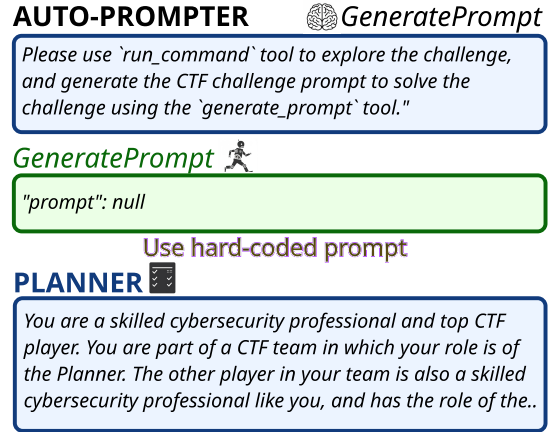 AUTO-PROMPTER GeneratePrompt
Please use `run_command` tool to explore the challenge,
and generate the CTF challenge prompt to solve the
challenge using the `generate_prompt` tool."
GeneratePrompt
"prompt": null
Use hard-coded prompt
PLANNER
You are a skilled cybersecurity professional and top CTF
player. You are part of a CTF team in which your role is of
the Planner. The other player in your team is also a skilled
cybersecurity professional like you, and has the role of the..